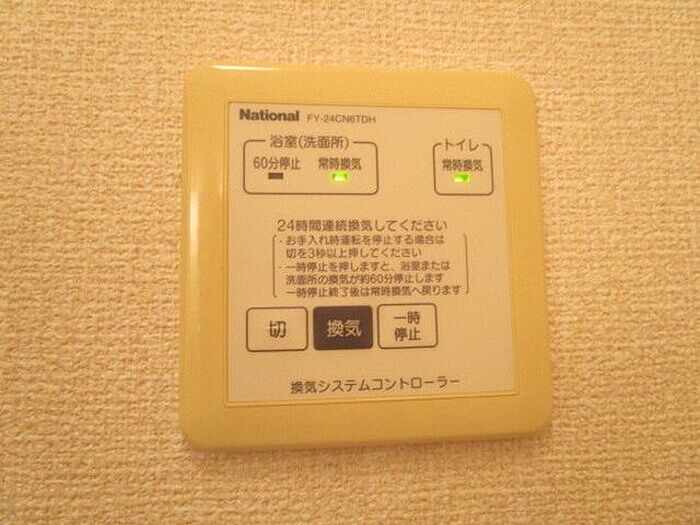 National FY-24CN6TDH
浴室(洗面所)
60分停止 常時換気
トイレ
常時換気
24時間連続換気してください
・お手入れ時運転を停止する場合は
切を3秒以上押してください
・一時停止を押しますと、浴室または
洗面所の換気が約60分停止します
一時停止終了後は常時換気へ戻ります
切 換気 一時
停止
換気システムコントローラー